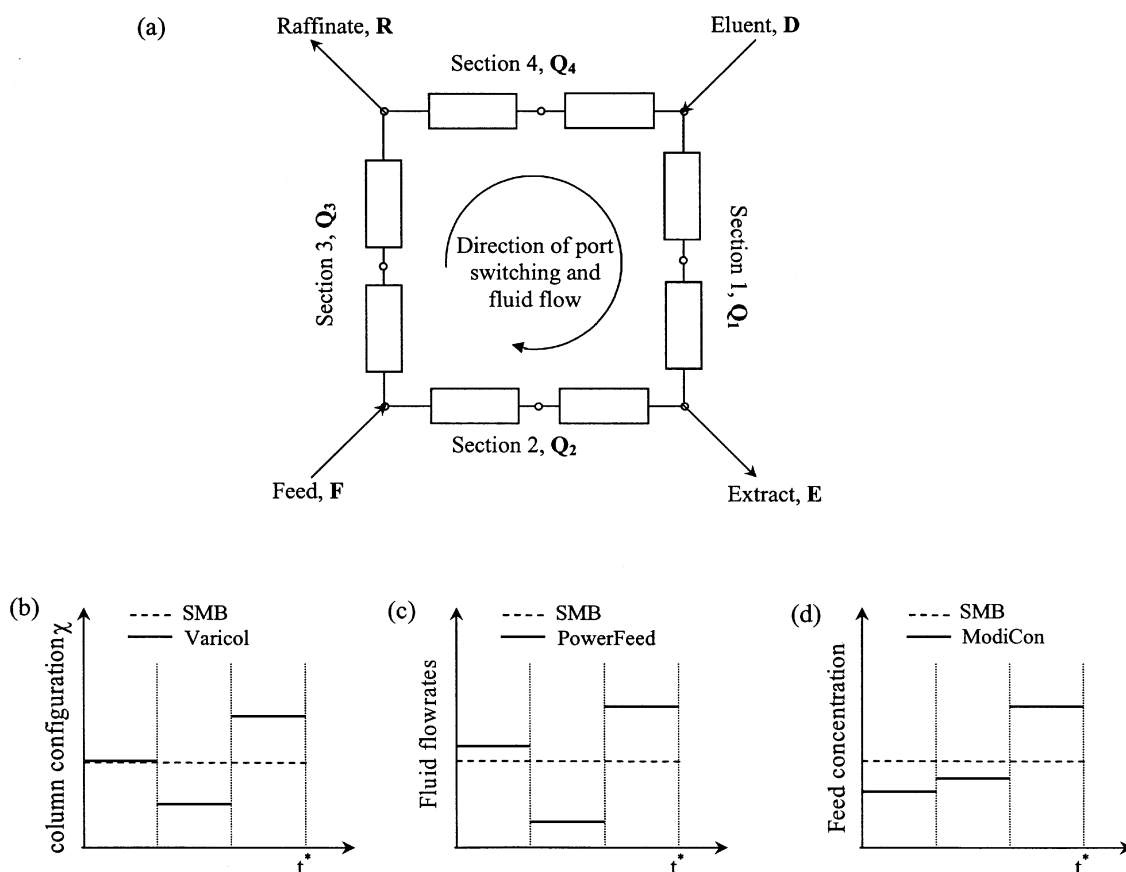 (a)
Raffinate, R
Eluent, D
Section 4, Q4
Section 3, Q3
Direction of port
switching and
fluid flow
Section 1, Q1
Section 2, Q2
Feed, F
Extract, E
(b)
SMB
Varicol
column configuration χ
t*
(c)
SMB
PowerFeed
Fluid flowrates
t*
(d)
SMB
ModiCon
Feed concentration
t*